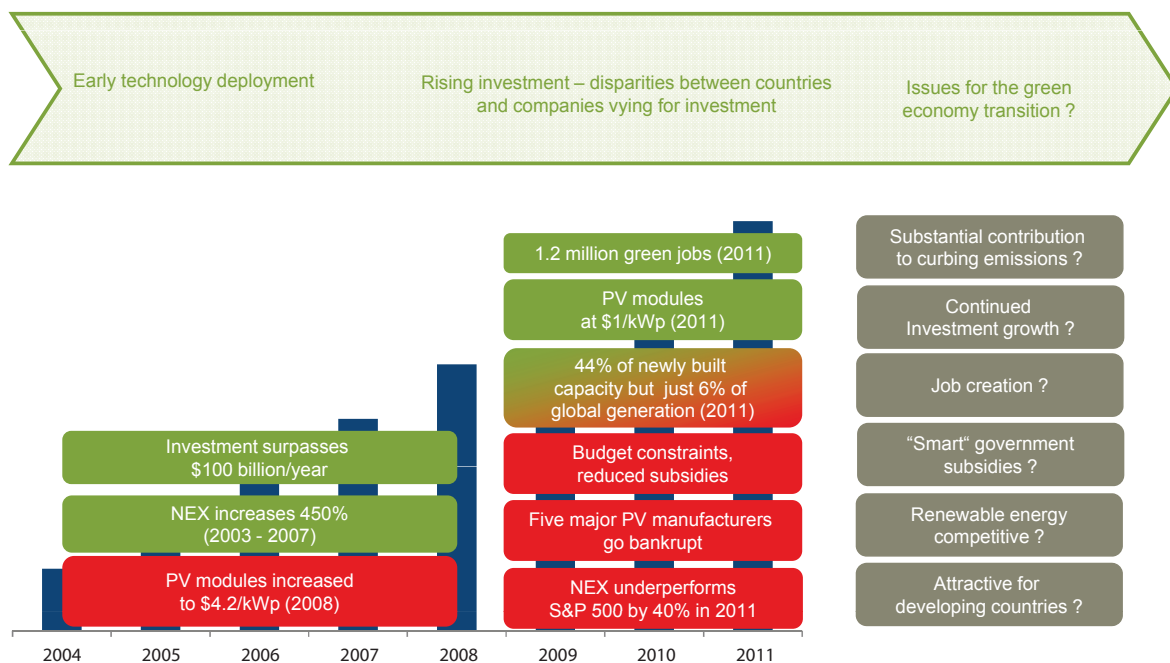 Early technology deployment
Rising investment – disparities between countries
and companies vying for investment
Issues for the green
economy transition ?
Investment surpasses
$100 billion/year
NEX increases 450%
(2003 - 2007)
PV modules increased
to $4.2/kWp (2008)
1.2 million green jobs (2011)
PV modules
at $1/kWp (2011)
44% of newly built
capacity but just 6% of
global generation (2011)
Budget constraints,
reduced subsidies
Five major PV manufacturers
go bankrupt
NEX underperforms
S&P 500 by 40% in 2011
Substantial contribution
to curbing emissions ?
Continued
Investment growth ?
Job creation ?
“Smart“ government
subsidies ?
Renewable energy
competitive ?
Attractive for
developing countries ?
2004 2005 2006 2007 2008 2009 2010 2011